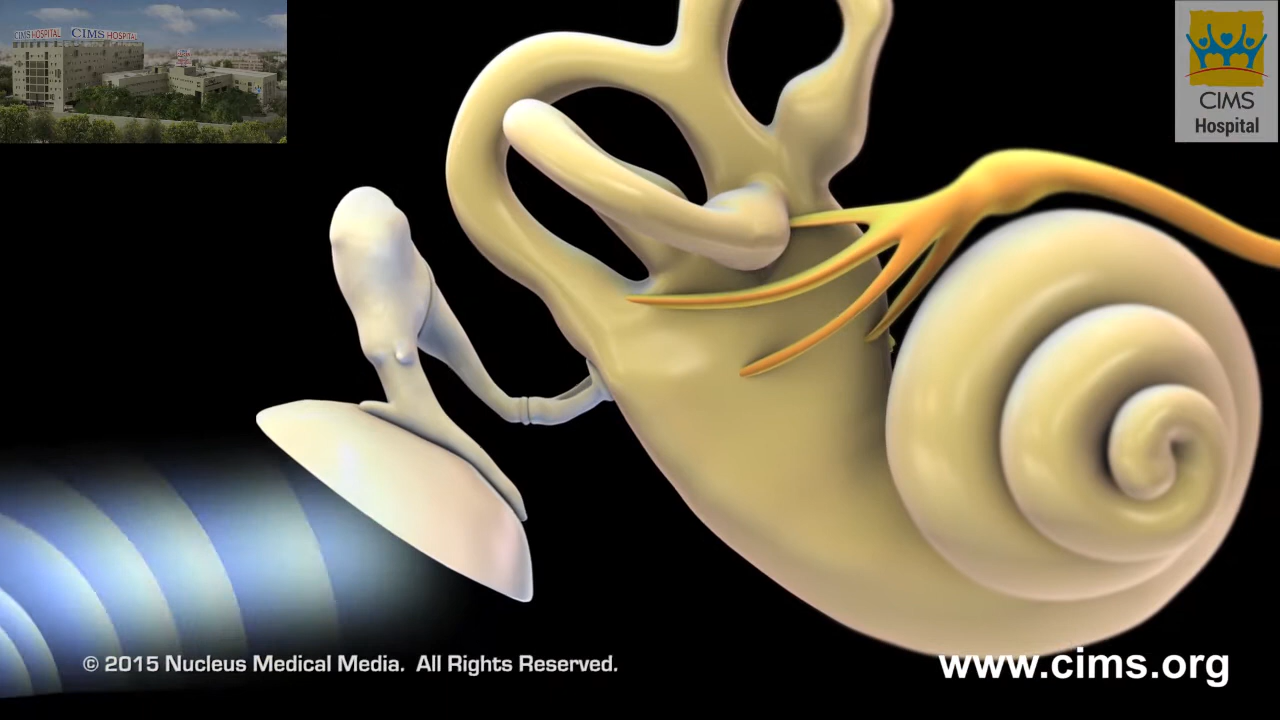 CIMS HOSPITAL CIMS HOSPITAL
CIMS
Hospital
© 2015 Nucleus Medical Media. All Rights Reserved.
www.cims.org